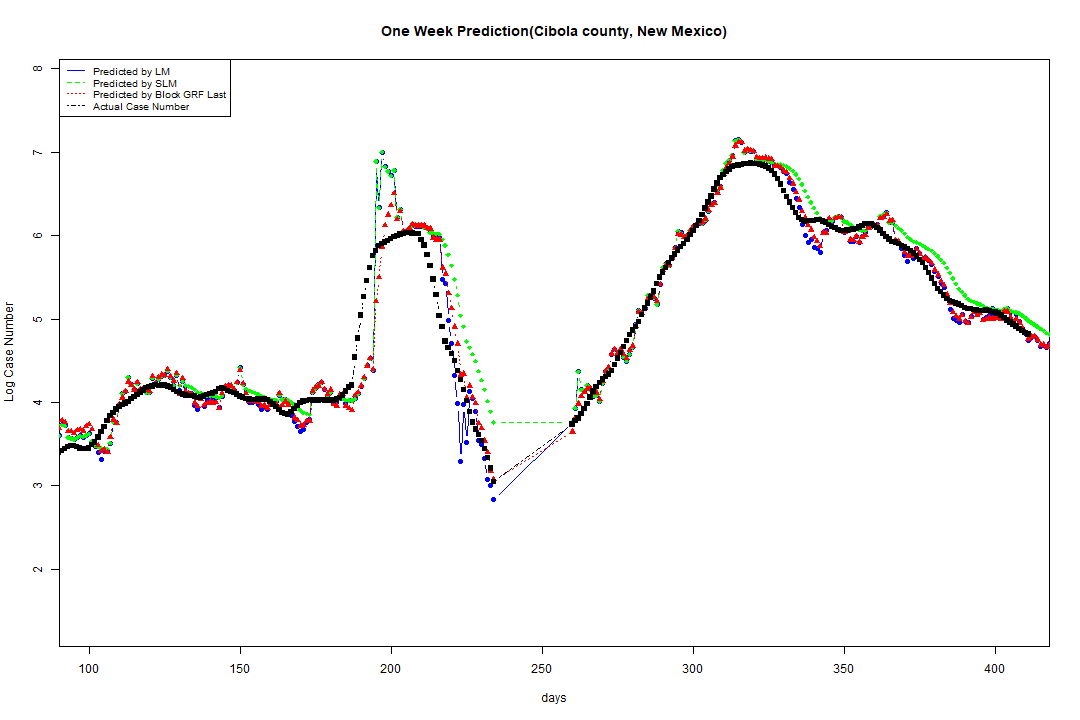 One Week Prediction(Cibola county, New Mexico)
Predicted by LM
Predicted by SLM
Predicted by Block GRF Last
Actual Case Number
Log Case Number
8
7
6
5
4
3
2
100 150 200 250 300 350 400
days